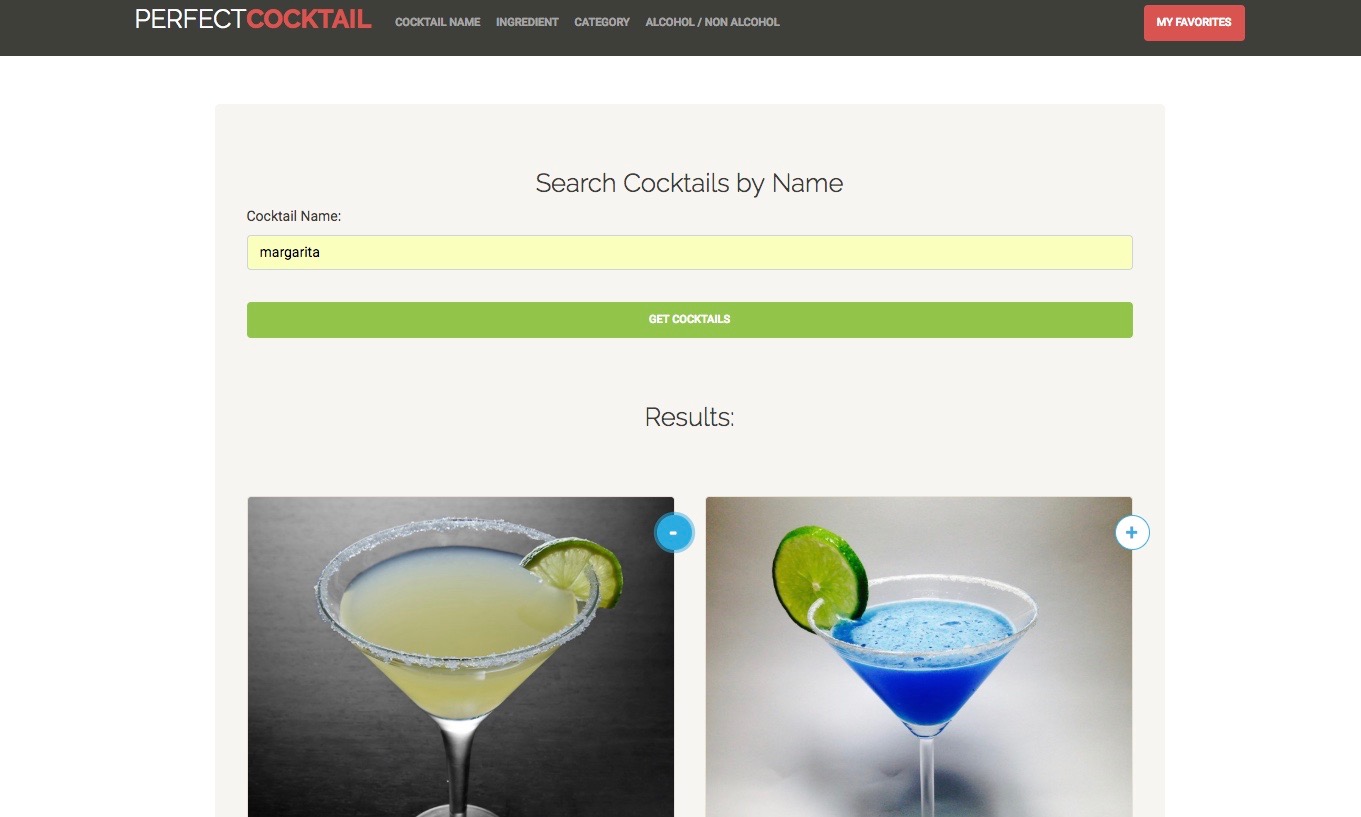 PERFECTCOCKTAIL COCKTAIL NAME INGREDIENT CATEGORY ALCOHOL / NON ALCOHOL MY FAVORITES
Search Cocktails by Name
Cocktail Name:
margarita
GET COCKTAILS
Results:
- +